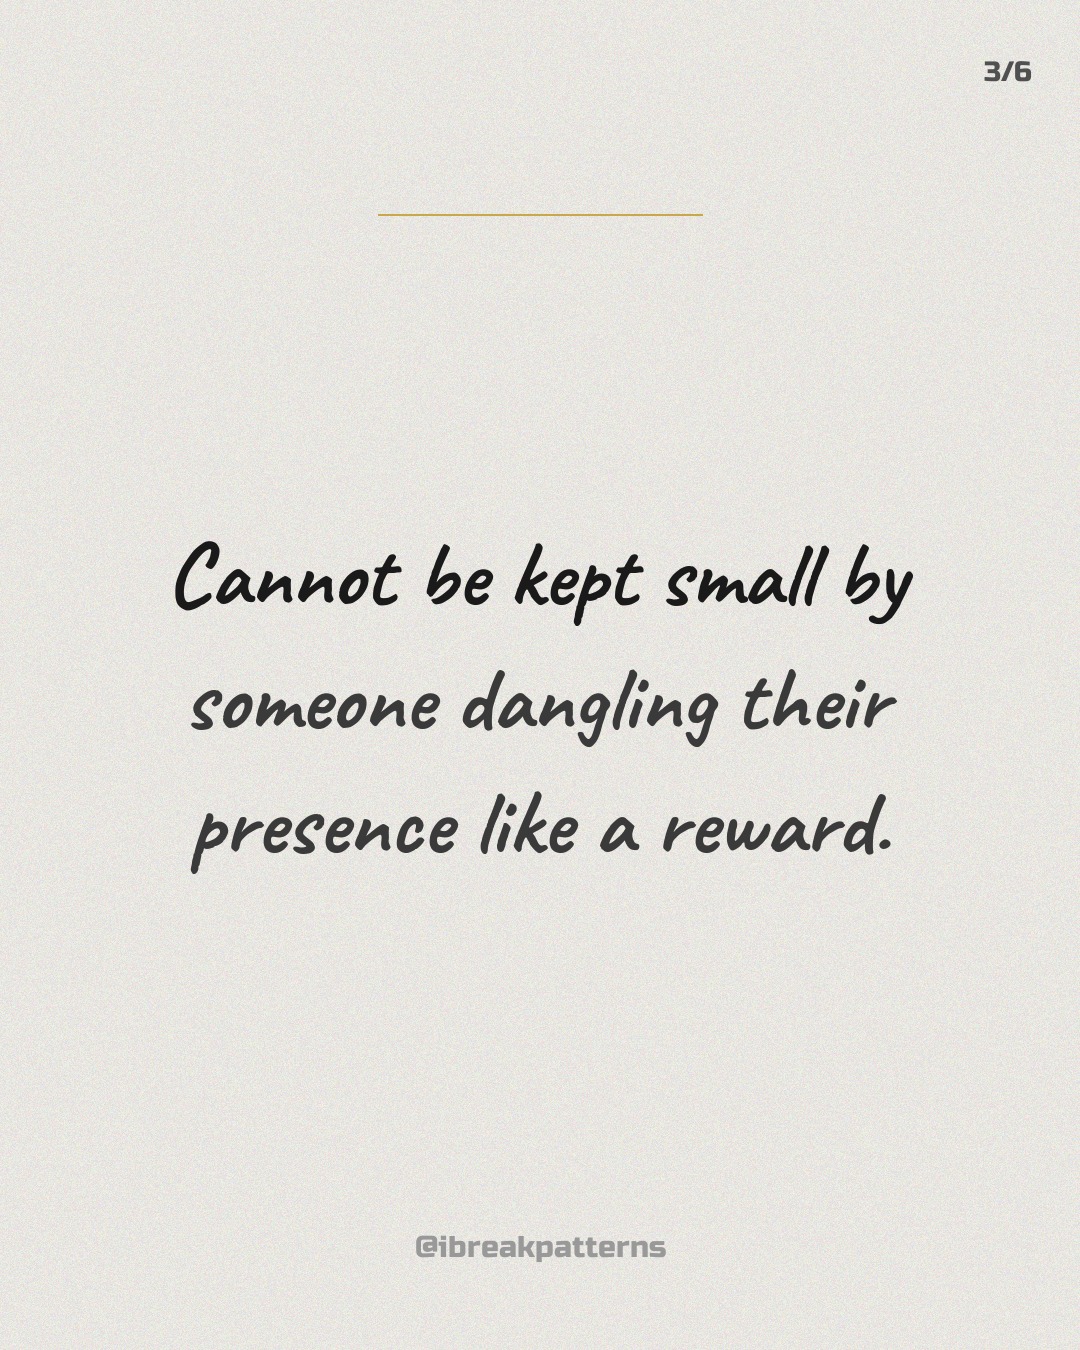 3/6
Cannot be kept small by
someone dangling their
presence like a reward.
@ibreakpatterns